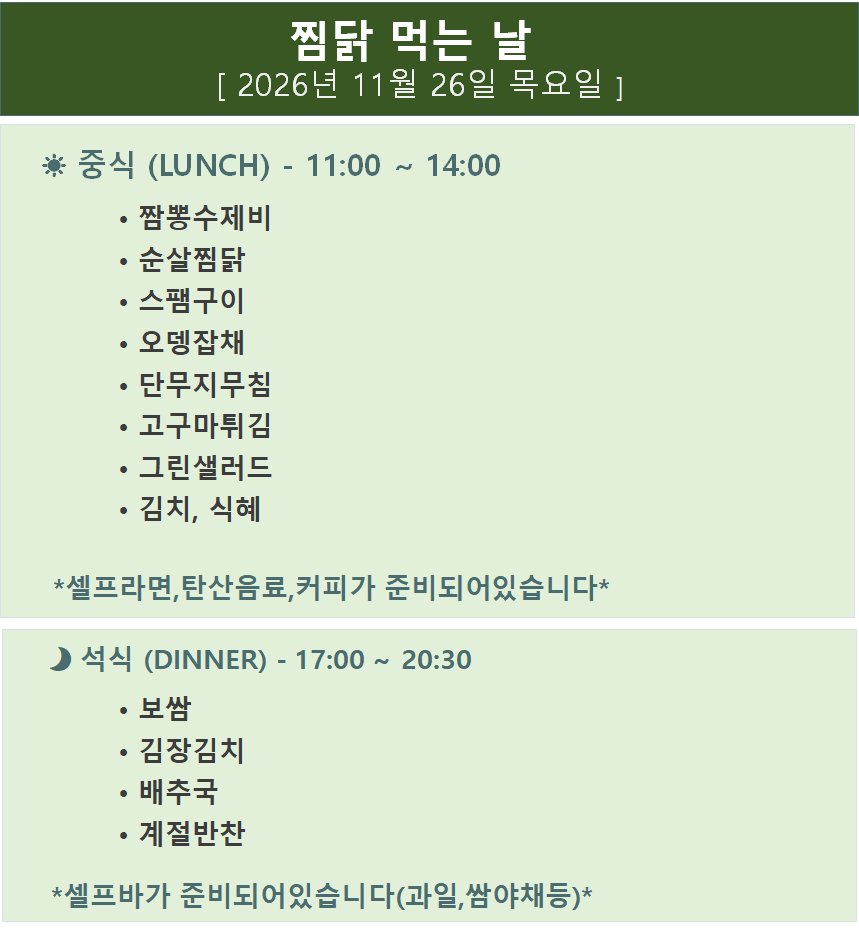 찜닭 먹는 날
[ 2026년 11월 26일 목요일 ]
☀ 중식 (LUNCH) - 11:00 ~ 14:00
• 짬뽕수제비
• 순살찜닭
• 스팸구이
• 오뎅잡채
• 단무지무침
• 고구마튀김
• 그린샐러드
• 김치, 식혜
*셀프라면,탄산음료,커피가 준비되어있습니다*
🌙 석식 (DINNER) - 17:00 ~ 20:30
• 보쌈
• 김장김치
• 배추국
• 계절반찬
*셀프바가 준비되어있습니다(과일,쌈야채등)*